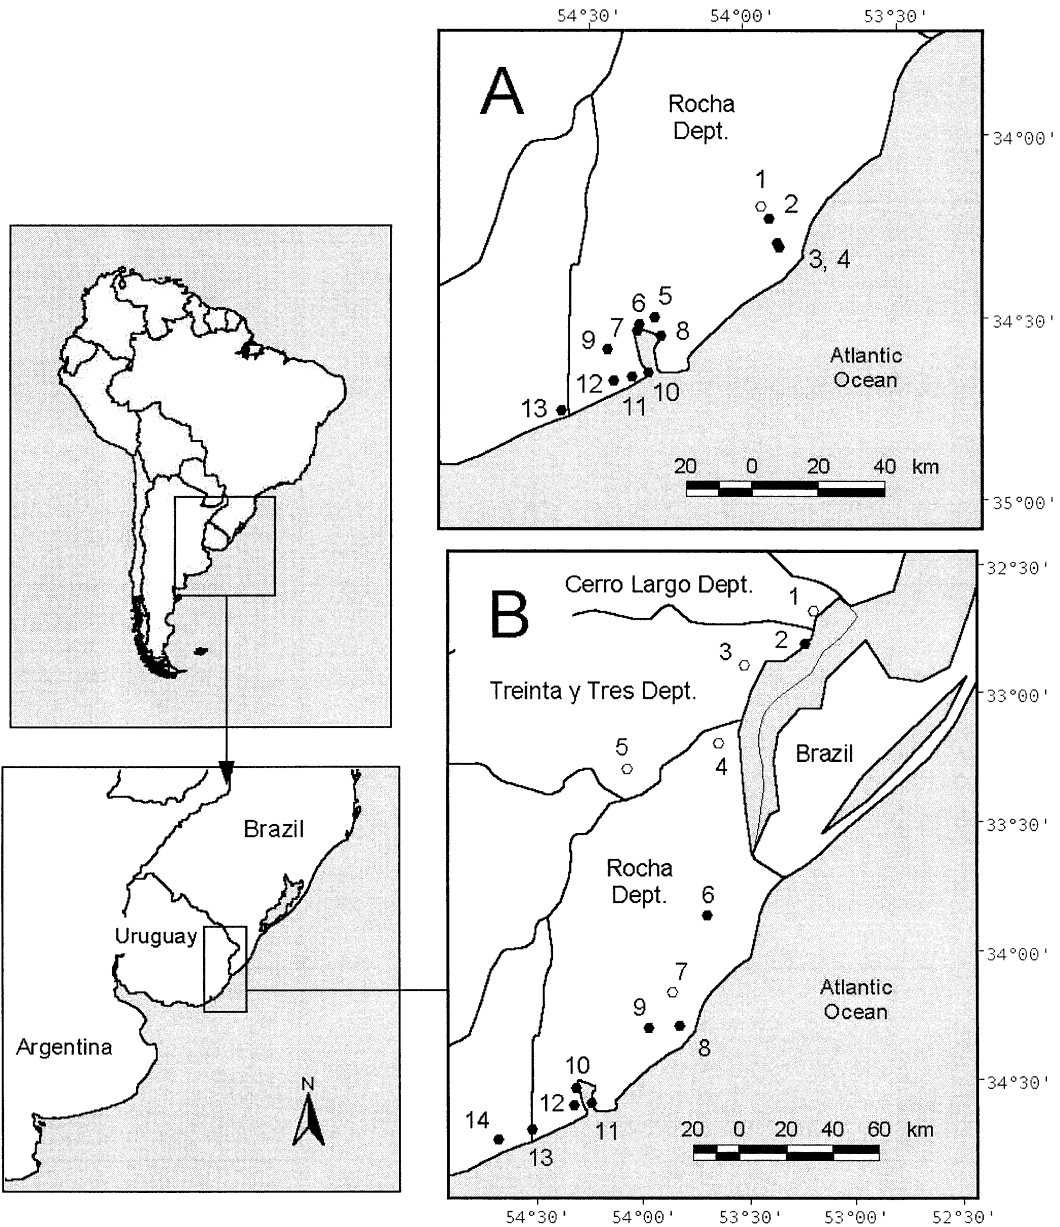 54°30' 54°00' 53°30'
A
Rocha
Dept.
34°00'
1
2
3, 4
34°30'
5
6
7
8
9
Atlantic
Ocean
10
12
11
13
20 0 20 40 km
35°00'
B
Cerro Largo Dept.
32°30'
1
2
3
Treinta y Tres Dept.
33°00'
5
4
Brazil
33°30'
Rocha
Dept.
6
34°00'
7
Atlantic
Ocean
9
8
10
34°30'
12
11
14
13
20 0 20 40 60 km
54°30' 54°00' 53°30' 53°00' 52°30'
Brazil
Uruguay
Argentina
N